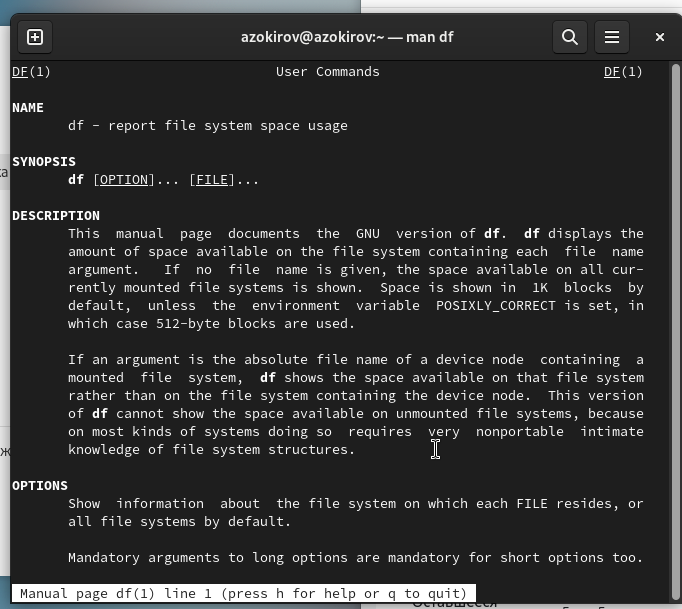 azokirov@azokirov:~ — man df
DF(1) User Commands DF(1)
NAME
df - report file system space usage
SYNOPSIS
df [OPTION]... [FILE]...
DESCRIPTION
This manual page documents the GNU version of df. df displays the
amount of space available on the file system containing each file name
argument. If no file name is given, the space available on all cur-
rently mounted file systems is shown. Space is shown in 1K blocks by
default, unless the environment variable POSIXLY_CORRECT is set, in
which case 512-byte blocks are used.
If an argument is the absolute file name of a device node containing a
mounted file system, df shows the space available on that file system
rather than on the file system containing the device node. This version
of df cannot show the space available on unmounted file systems, because
on most kinds of systems doing so requires very nonportable intimate
knowledge of file system structures.
OPTIONS
Show information about the file system on which each FILE resides, or
all file systems by default.
Mandatory arguments to long options are mandatory for short options too.
Manual page df(1) line 1 (press h for help or q to quit)